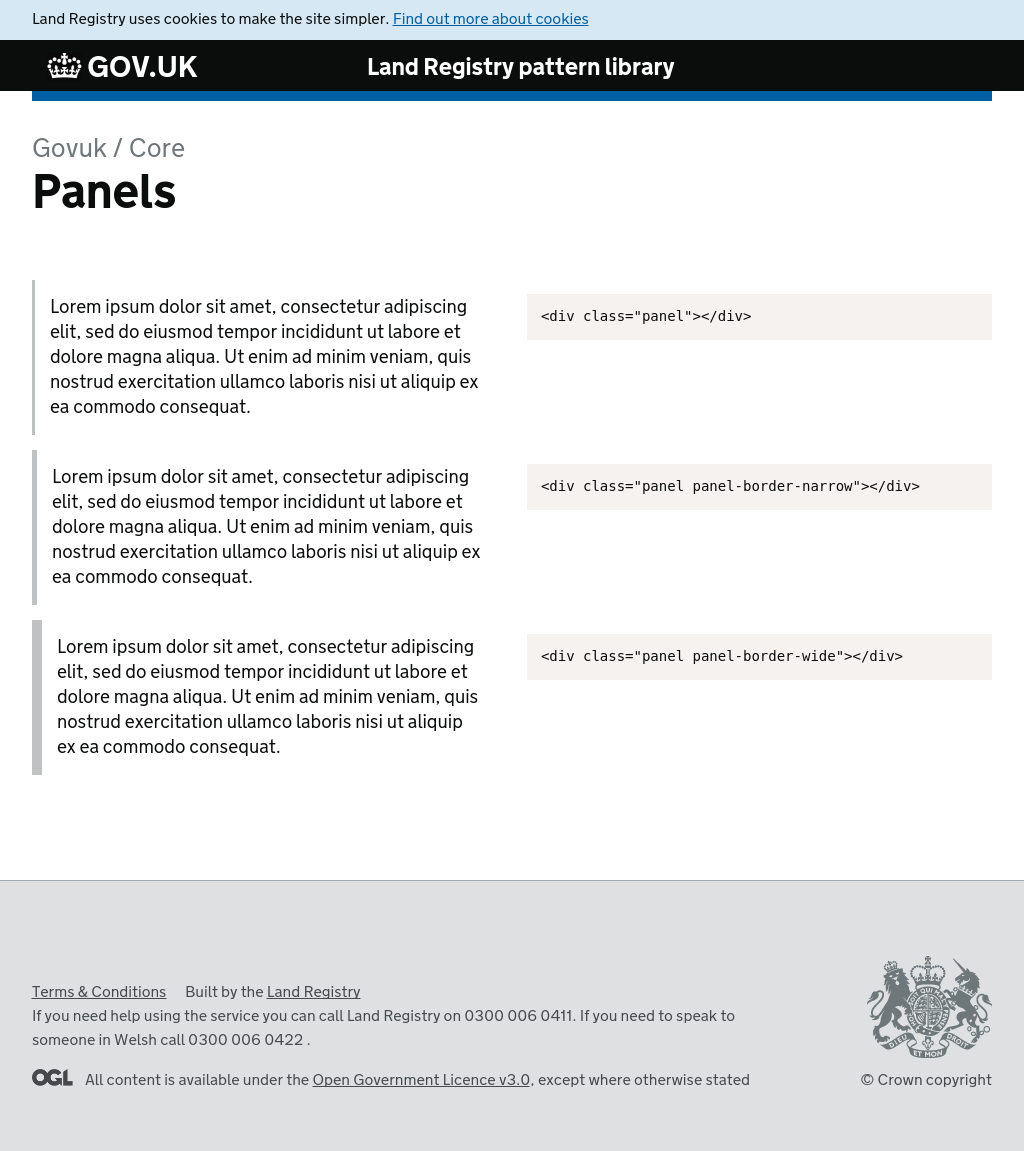 Land Registry uses cookies to make the site simpler. Find out more about cookies
GOV.UK
Land Registry pattern library
Govuk / Core
Panels
Lorem ipsum dolor sit amet, consectetur adipiscing
elit, sed do eiusmod tempor incididunt ut labore et
dolore magna aliqua. Ut enim ad minim veniam, quis
nostrud exercitation ullamco laboris nisi ut aliquip ex
ea commodo consequat.
<div class="panel"></div>
Lorem ipsum dolor sit amet, consectetur adipiscing
elit, sed do eiusmod tempor incididunt ut labore et
dolore magna aliqua. Ut enim ad minim veniam, quis
nostrud exercitation ullamco laboris nisi ut aliquip ex
ea commodo consequat.
<div class="panel panel-border-narrow"></div>
Lorem ipsum dolor sit amet, consectetur adipiscing
elit, sed do eiusmod tempor incididunt ut labore et
dolore magna aliqua. Ut enim ad minim veniam, quis
nostrud exercitation ullamco laboris nisi ut aliquip
ex ea commodo consequat.
<div class="panel panel-border-wide"></div>
Terms & Conditions Built by the Land Registry
If you need help using the service you can call Land Registry on 0300 006 0411. If you need to speak to
someone in Welsh call 0300 006 0422 .
OGL All content is available under the Open Government Licence v3.0, except where otherwise stated
DIEU ET MON DROIT
© Crown copyright